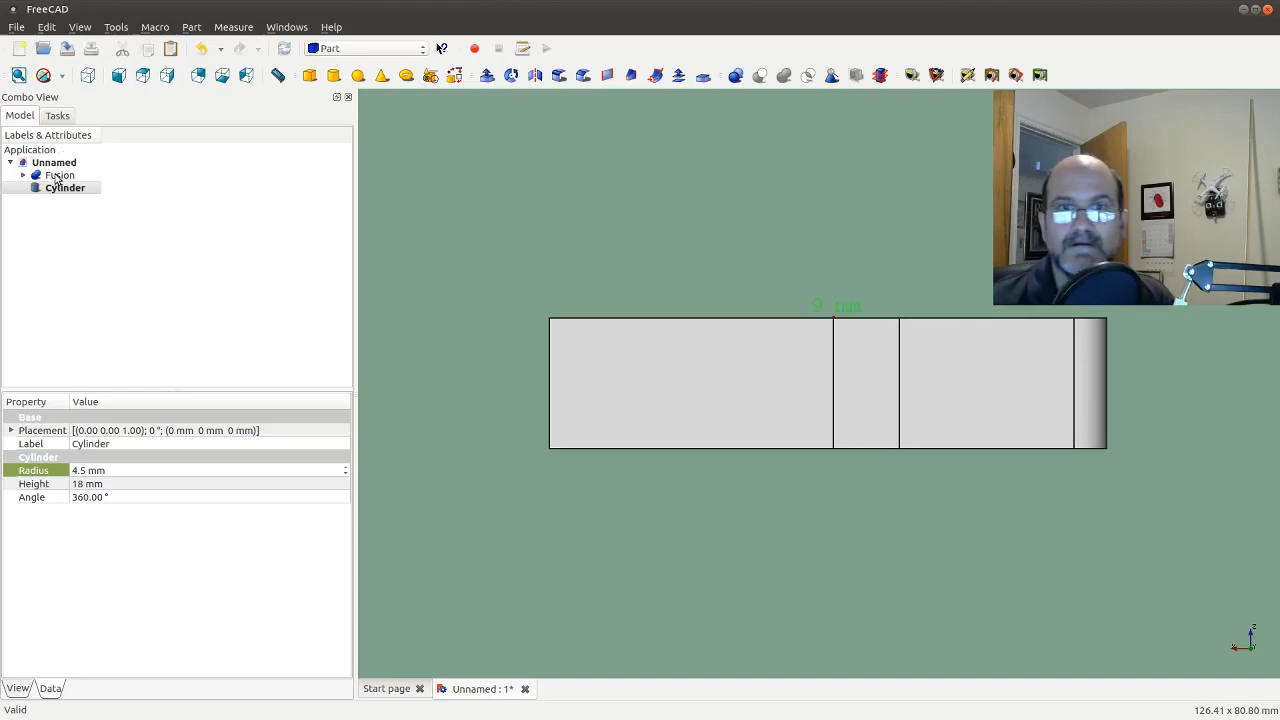 FreeCAD
File Edit View Tools Macro Part Measure Windows Help
Part
Combo View
Model Tasks
Labels & Attributes
Application
Unnamed
Fusion
Cylinder
9 mm
Property Value
Base
Placement [(0.00 0.00 1.00); 0 °; (0 mm 0 mm 0 mm)]
Label Cylinder
Cylinder
Radius 4.5 mm
Height 18 mm
Angle 360.00 °
View Data
Start page Unnamed : 1*
Valid 126.41 x 80.80 mm
z
x
y